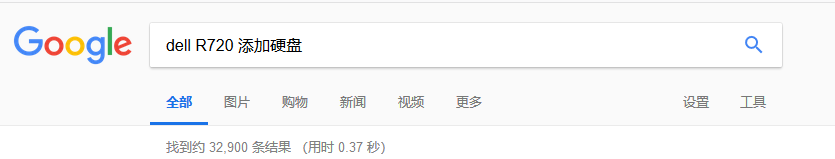 Google dell R720 添加硬盘
全部 图片 购物 新闻 视频 更多 设置 工具
找到约 32,900 条结果 (用时 0.37 秒)